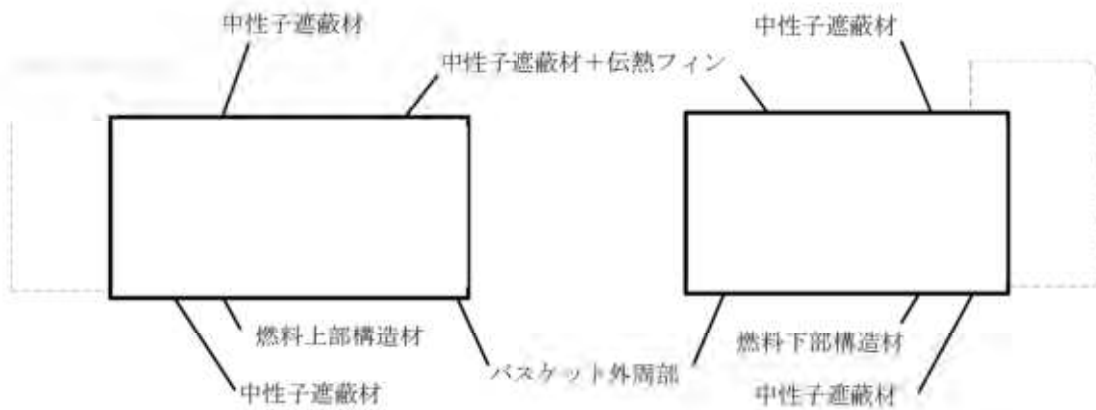 中性子遮蔽材
中性子遮蔽材
中性子遮蔽材＋伝熱フィン
燃料上部構造材
バスケット外周部
燃料下部構造材
中性子遮蔽材
中性子遮蔽材